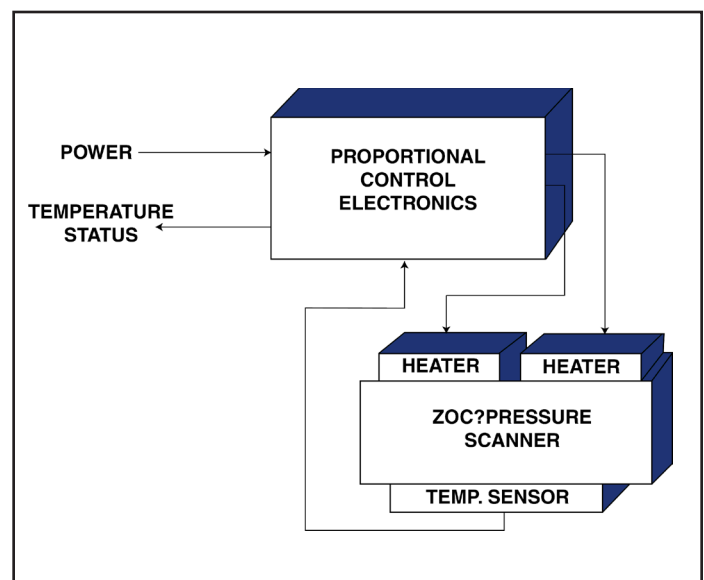 POWER
PROPORTIONAL
CONTROL
ELECTRONICS
TEMPERATURE
STATUS
HEATER
HEATER
ZOC?PRESSURE
SCANNER
TEMP. SENSOR